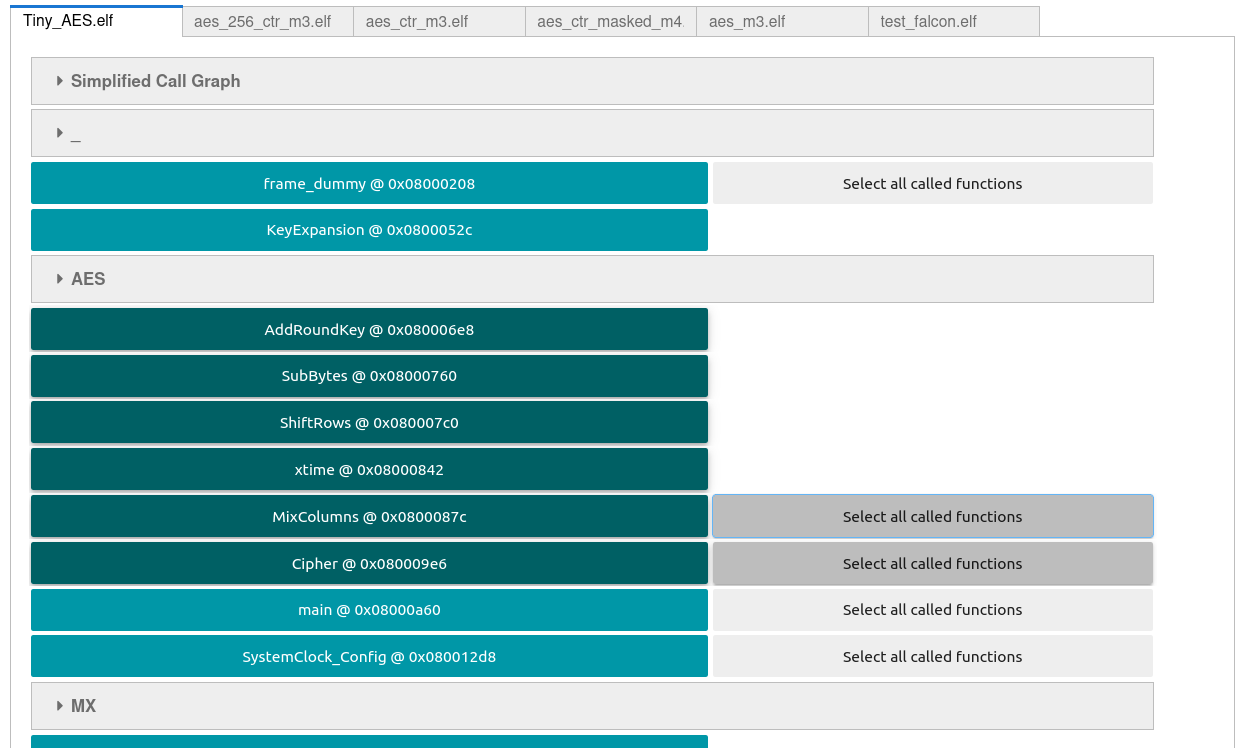 Tiny_AES.elf aes_256_ctr_m3.elf aes_ctr_m3.elf aes_ctr_masked_m4 aes_m3.elf test_falcon.elf
Simplified Call Graph
_
frame_dummy @ 0x08000208 Select all called functions
KeyExpansion @ 0x0800052c
AES
AddRoundKey @ 0x080006e8
SubBytes @ 0x08000760
ShiftRows @ 0x080007c0
xtime @ 0x08000842
MixColumns @ 0x0800087c Select all called functions
Cipher @ 0x080009e6 Select all called functions
main @ 0x08000a60 Select all called functions
SystemClock_Config @ 0x080012d8 Select all called functions
MX